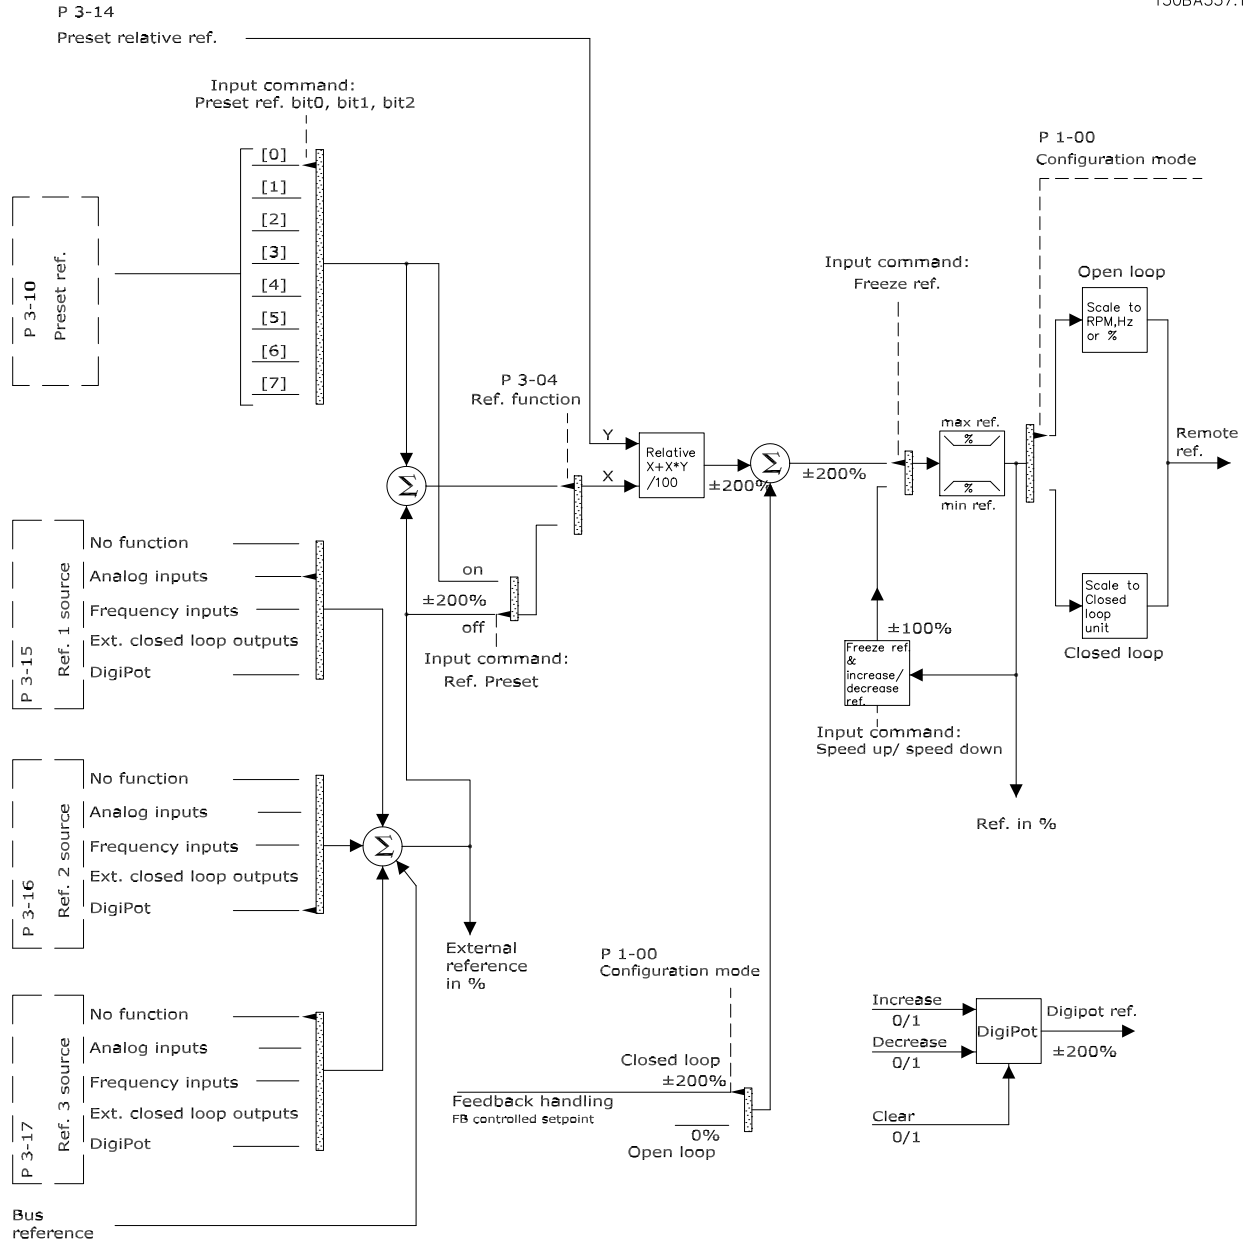 P 3-14
Preset relative ref.
Input command:
Preset ref. bit0, bit1, bit2
[0]
[1]
[2]
[3]
[4]
[5]
[6]
[7]
P 3-10
Preset ref.
P 1-00
Configuration mode
Input command:
Freeze ref.
Open loop
Scale to
RPM,Hz
or %
P 3-04
Ref. function
Y
X
Relative
X+X*Y
/100
±200%
Σ
±200%
max ref.
%
%
min ref.
Remote
ref.
Σ
on
±200%
off
Input command:
Ref. Preset
P 3-15
Ref. 1 source
No function
Analog inputs
Frequency inputs
Ext. closed loop outputs
DigiPot
±100%
Freeze ref.
&
increase/
decrease
ref.
Input command:
Speed up/ speed down
Scale to
Closed
loop
unit
Closed loop
Ref. in %
P 3-16
Ref. 2 source
No function
Analog inputs
Frequency inputs
Ext. closed loop outputs
DigiPot
Σ
External
reference
in %
P 1-00
Configuration mode
Closed loop
±200%
Feedback handling
FB controlled setpoint
0%
Open loop
Increase
0/1
Decrease
0/1
Clear
0/1
DigiPot
Digipot ref.
±200%
P 3-17
Ref. 3 source
No function
Analog inputs
Frequency inputs
Ext. closed loop outputs
DigiPot
Bus
reference